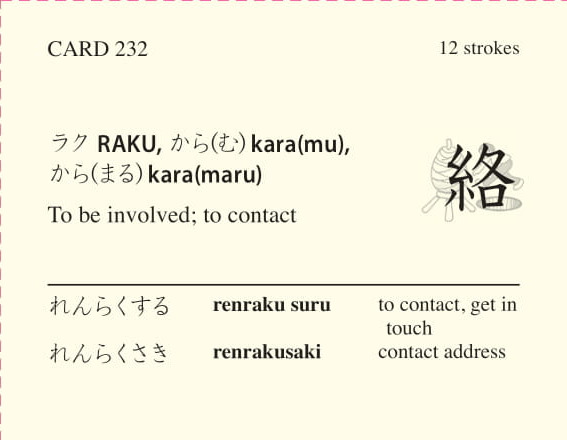 CARD 232
12 strokes
ラク RAKU, から(む) kara(mu),
から(まる) kara(maru)
絡
To be involved; to contact
れんらくする renraku suru to contact, get in
touch
れんらくさき renrakusaki contact address